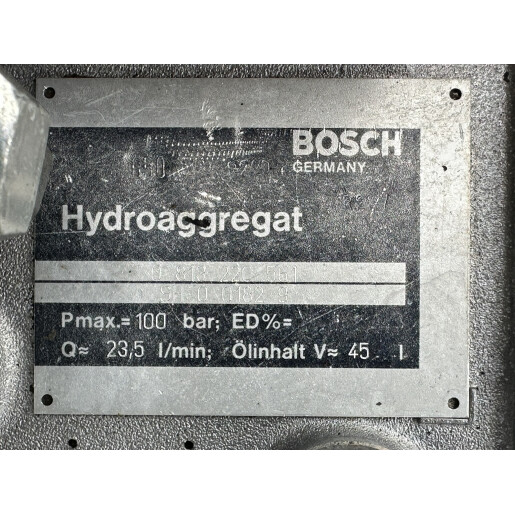 BOSCH
GERMANY
Hydroaggregat
Pmax.= 100 bar; ED%=
Q≈ 23,5 l/min; Ölinhalt V≈ 45 l